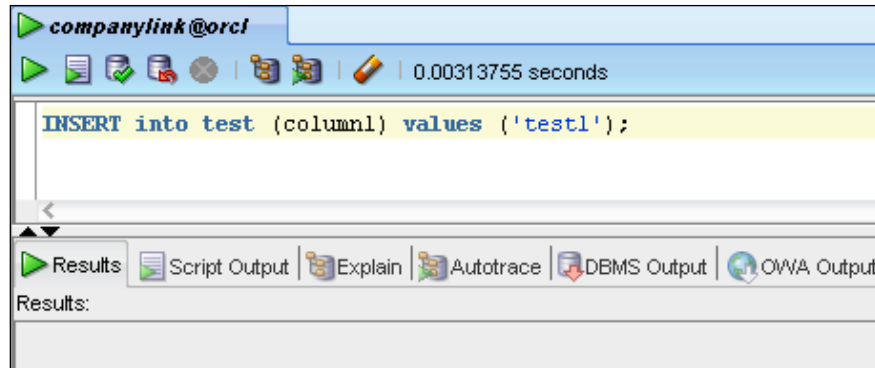 companylink@orcl
0.00313755 seconds
INSERT into test (column1) values ('test1');
Results Script Output Explain Autotrace DBMS Output OWA Output
Results: